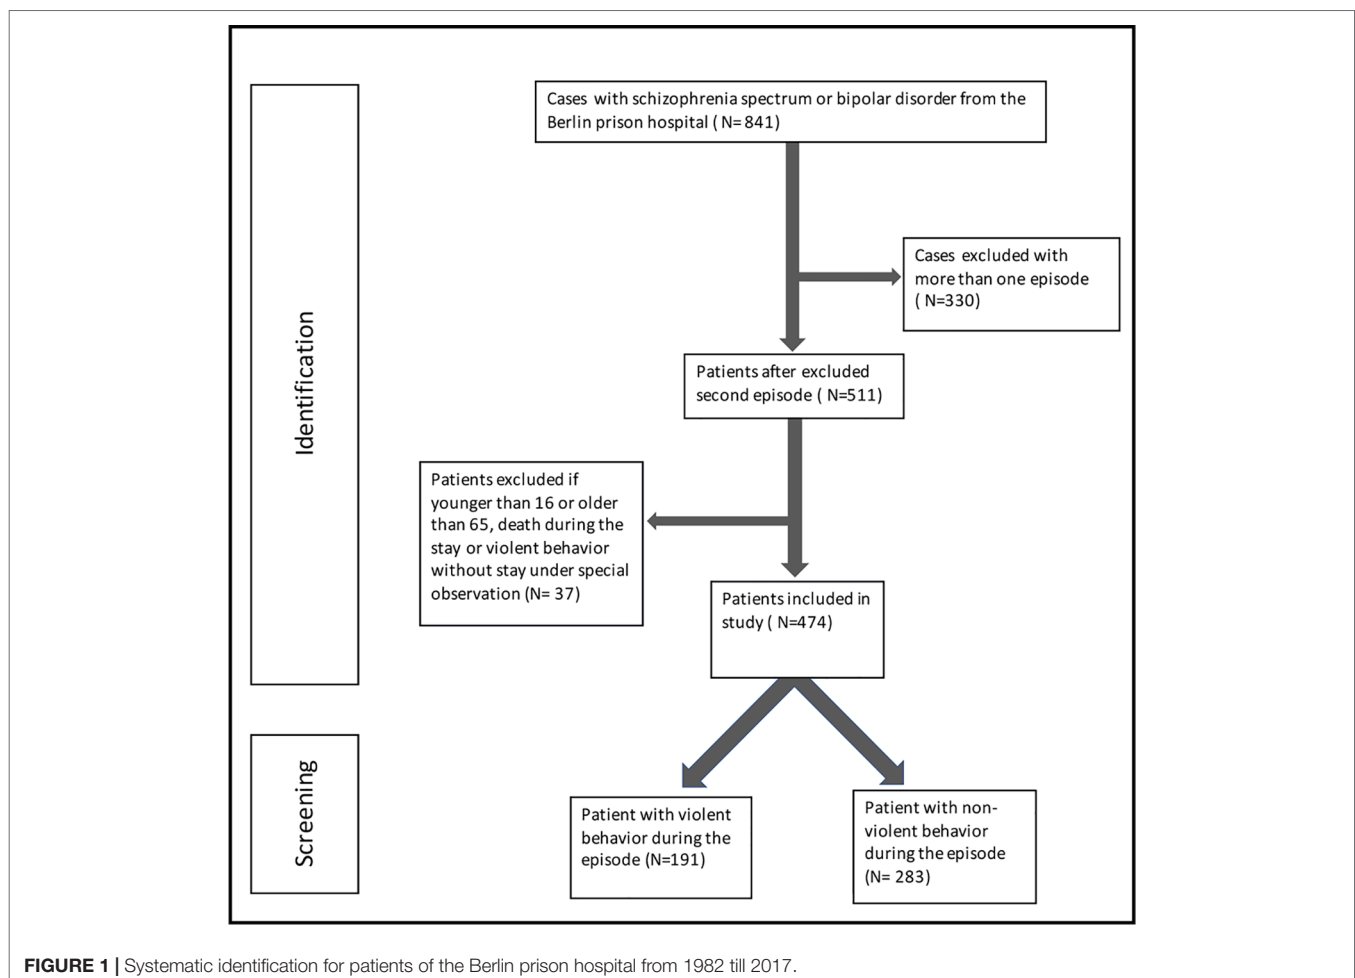 Cases with schizophrenia spectrum or bipolar disorder from the
Berlin prison hospital ( N= 841)
Cases excluded with
more than one episode
( N=330)
Identification
Patients after excluded
second episode ( N=511)
Patients excluded if
younger than 16 or older
than 65, death during the
stay or violent behavior
without stay under special
observation (N= 37)
Patients included in
study ( N=474)
Screening
Patient with violent
behavior during the
episode (N=191)
Patient with non-
violent behavior
during the episode
(N= 283)
FIGURE 1 | Systematic identification for patients of the Berlin prison hospital from 1982 till 2017.